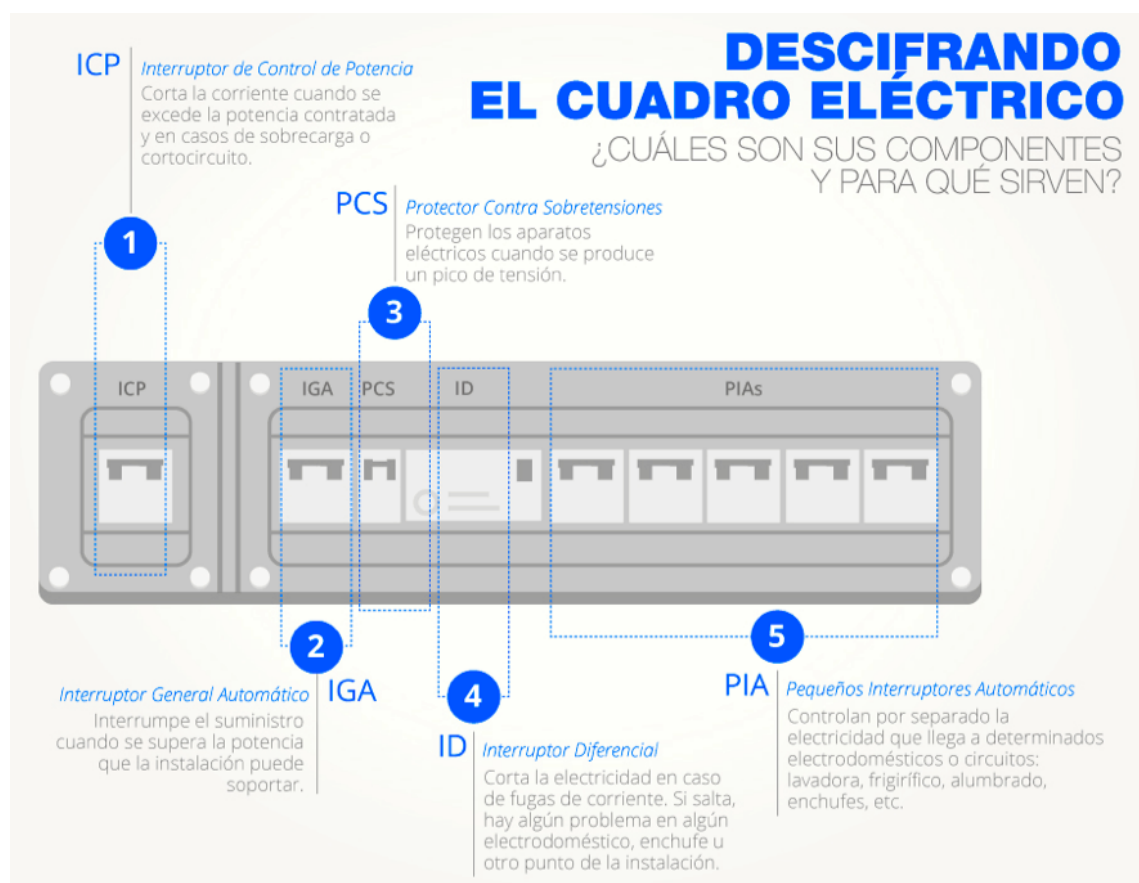 DESCIFRANDO
EL CUADRO ELÉCTRICO
¿CUÁLES SON SUS COMPONENTES
Y PARA QUÉ SIRVEN?
ICP
Interruptor de Control de Potencia
Corta la corriente cuando se
excede la potencia contratada
y en casos de sobrecarga o
cortocircuito.
1
PCS
Protector Contra Sobretensiones
Protegen los aparatos
eléctricos cuando se produce
un pico de tensión.
3
ICP
IGA
PCS
ID
PIAs
2
IGA
Interruptor General Automático
Interrumpe el suministro
cuando se supera la potencia
que la instalación puede
soportar.
4
ID
Interruptor Diferencial
Corta la electricidad en caso
de fugas de corriente. Si salta,
hay algún problema en algún
electrodoméstico, enchufe u
otro punto de la instalación.
5
PIA
Pequeños Interruptores Automáticos
Controlan por separado la
electricidad que llega a determinados
electrodomésticos o circuitos:
lavadora, frigirífico, alumbrado,
enchufes, etc.